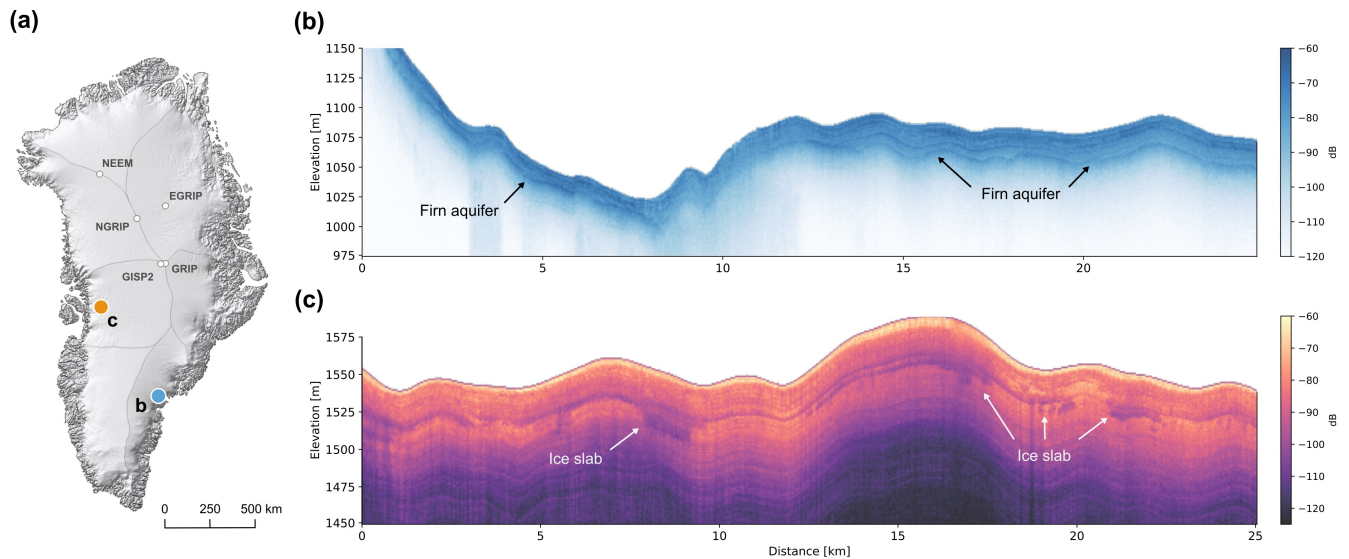 (a)
NEEM
EGRIP
NGRIP
GISP2
GRIP
c
b
0 250 500 km
(b)
1150
1125
1100
1075
1050
1025
1000
975
Elevation [m]
Firn aquifer
Firn aquifer
0 5 10 15 20
−60
−70
−80
−90
−100
−110
−120
dB
(c)
1575
1550
1525
1500
1475
1450
Elevation [m]
Ice slab
Ice slab
0 5 10 15 20 25
Distance [km]
−60
−70
−80
−90
−100
−110
−120
dB